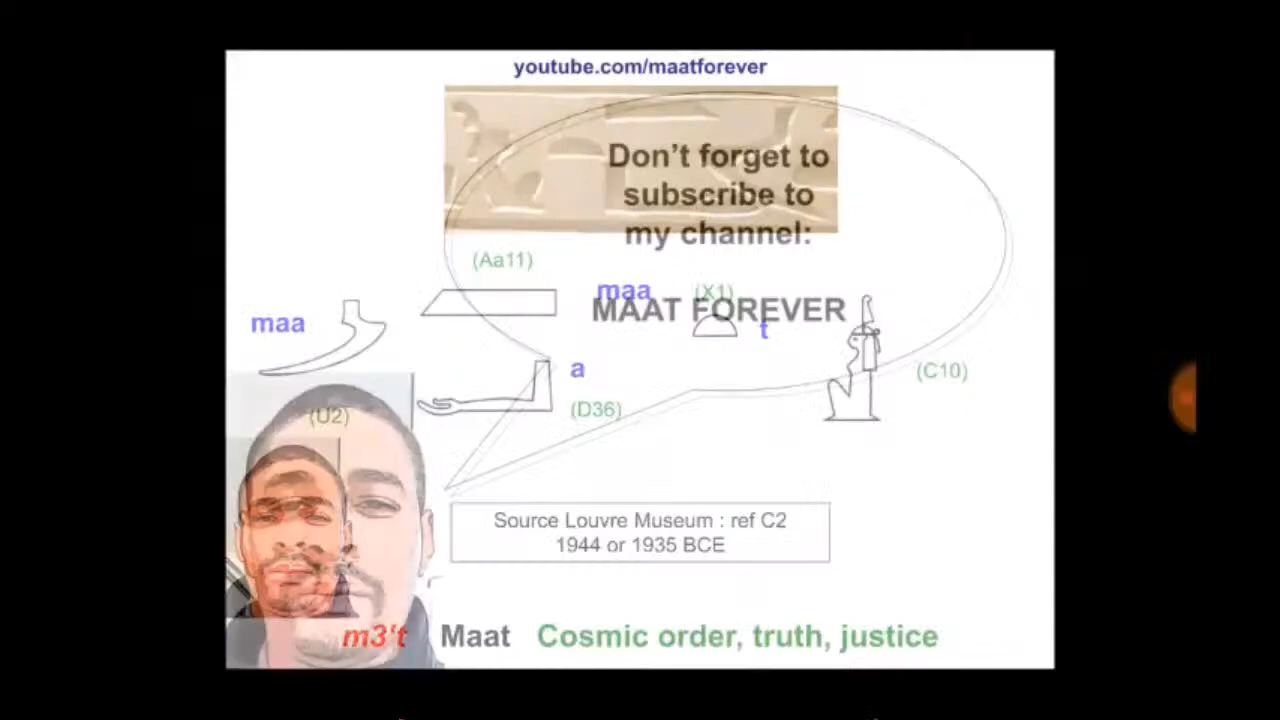 youtube.com/maatforever
Don't forget to
subscribe to
my channel:
(Aa11)
maa
(X1)
MAAT FOREVER
maa
t
a
(C10)
(D36)
(U2)
Source Louvre Museum : ref C2
1944 or 1935 BCE
m3‘t Maat Cosmic order, truth, justice